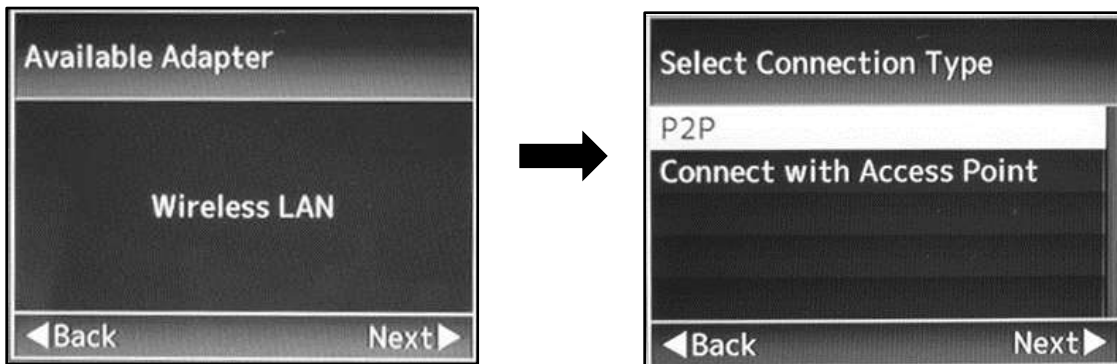 Available Adapter
Wireless LAN
◀Back Next▶
Select Connection Type
P2P
Connect with Access Point
◀Back Next▶